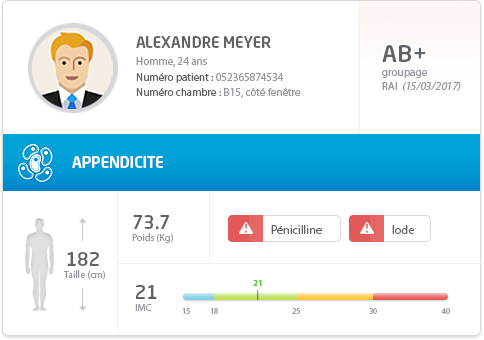 ALEXANDRE MEYER
Homme, 24 ans
Numéro patient : 052365874534
Numéro chambre : B15, côté fenêtre
AB+
groupage
RAI (15/03/2017)
APPENDICITE
182
Taille (cm)
73.7
Poids (Kg)
Pénicilline
Iode
21
IMC
21
15 18 25 30 40